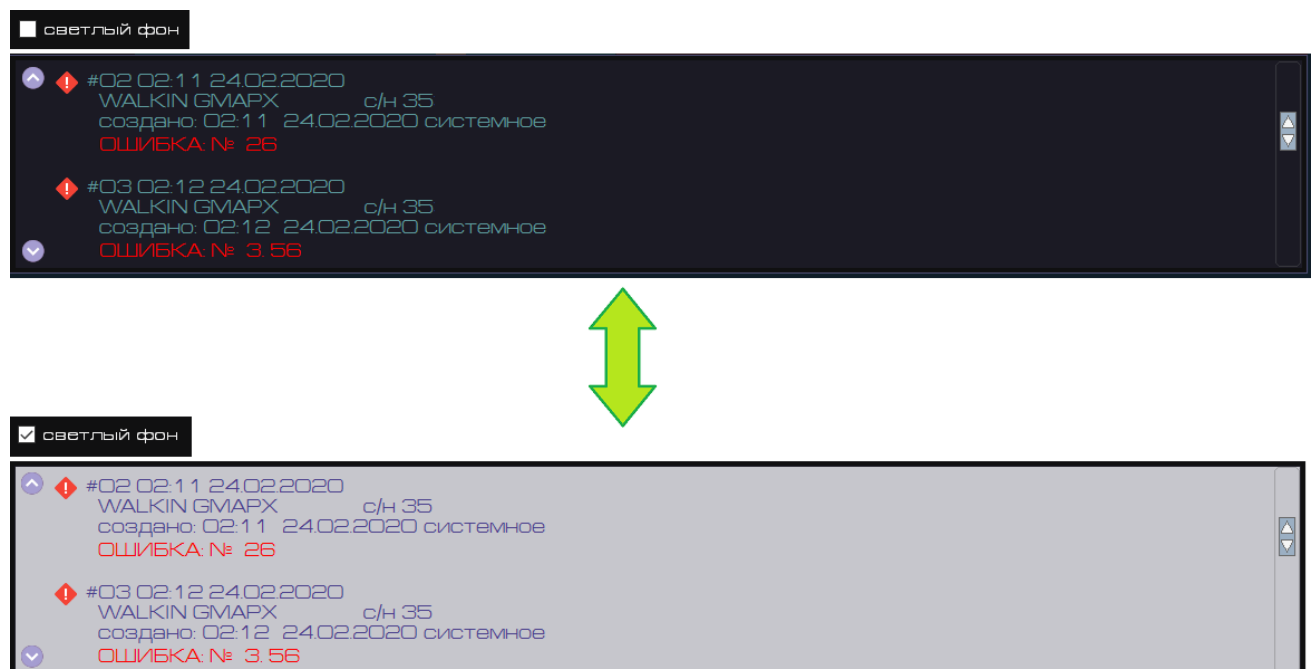 светлый фон
#02 02:11 24.02.2020
WALKIN GMAPX с/н 35
создано: 02:11 24.02.2020 системное
ОШИБКА: № 26
#03 02:12 24.02.2020
WALKIN GMAPX с/н 35
создано: 02:12 24.02.2020 системное
ОШИБКА: № 3. 56
светлый фон
#02 02:11 24.02.2020
WALKIN GMAPX с/н 35
создано: 02:11 24.02.2020 системное
ОШИБКА: № 26
#03 02:12 24.02.2020
WALKIN GMAPX с/н 35
создано: 02:12 24.02.2020 системное
ОШИБКА: № 3. 56